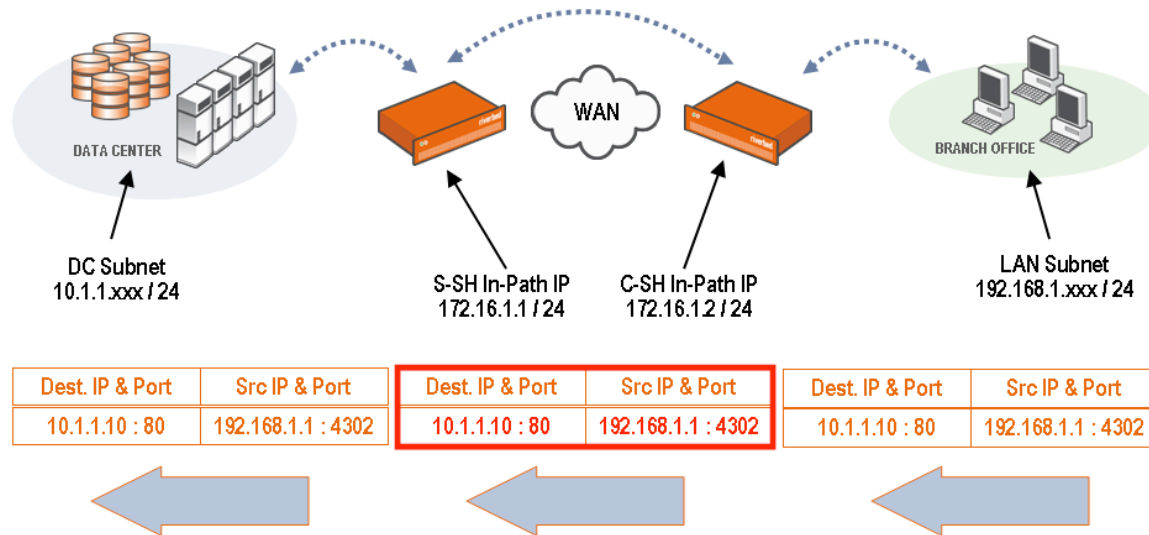 WAN
riverbed
riverbed
DATA CENTER
BRANCH OFFICE
DC Subnet
10.1.1.xxx / 24
S-SH In-Path IP
172.16.1.1 / 24
C-SH In-Path IP
172.16.1.2 / 24
LAN Subnet
192.168.1.xxx / 24
Dest. IP & Port Src IP & Port
10.1.1.10 : 80 192.168.1.1 : 4302
Dest. IP & Port Src IP & Port
10.1.1.10 : 80 192.168.1.1 : 4302
Dest. IP & Port Src IP & Port
10.1.1.10 : 80 192.168.1.1 : 4302